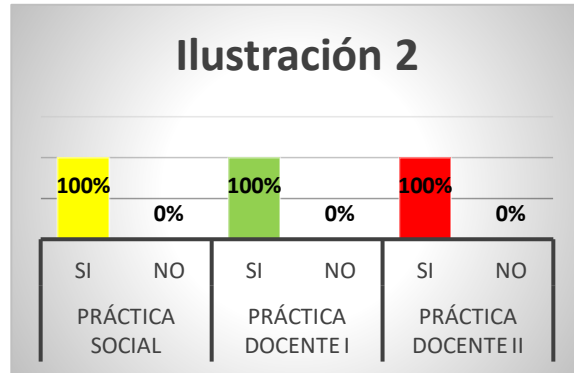 Ilustración 2
100% 0% 100% 0% 100% 0%
SI NO SI NO SI NO
PRÁCTICA PRÁCTICA PRÁCTICA
SOCIAL DOCENTE I DOCENTE II